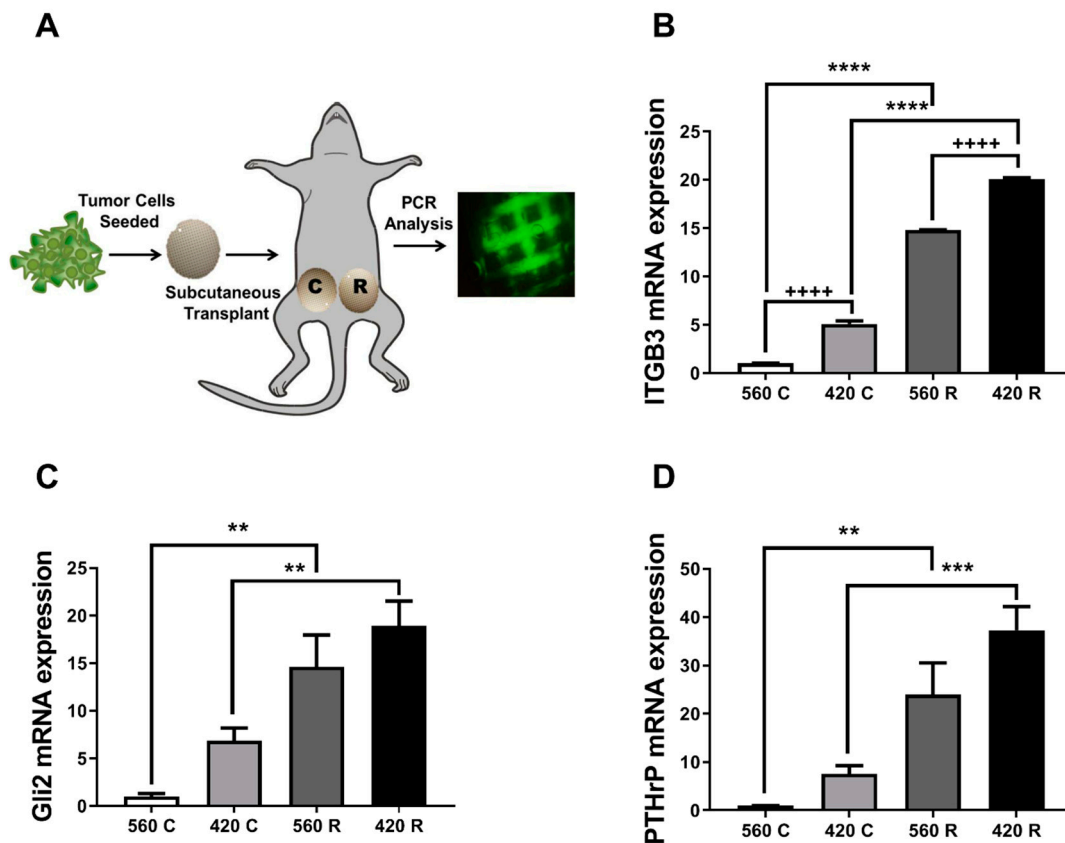 A
Tumor Cells
Seeded
Subcutaneous
Transplant
C
R
PCR
Analysis
B
****
****
++++
++++
ITGB3 mRNA expression
25
20
15
10
5
0
560 C
420 C
560 R
420 R
C
**
**
Gli2 mRNA expression
25
20
15
10
5
0
560 C
420 C
560 R
420 R
D
**
***
PTHrP mRNA expression
50
40
30
20
10
0
560 C
420 C
560 R
420 R